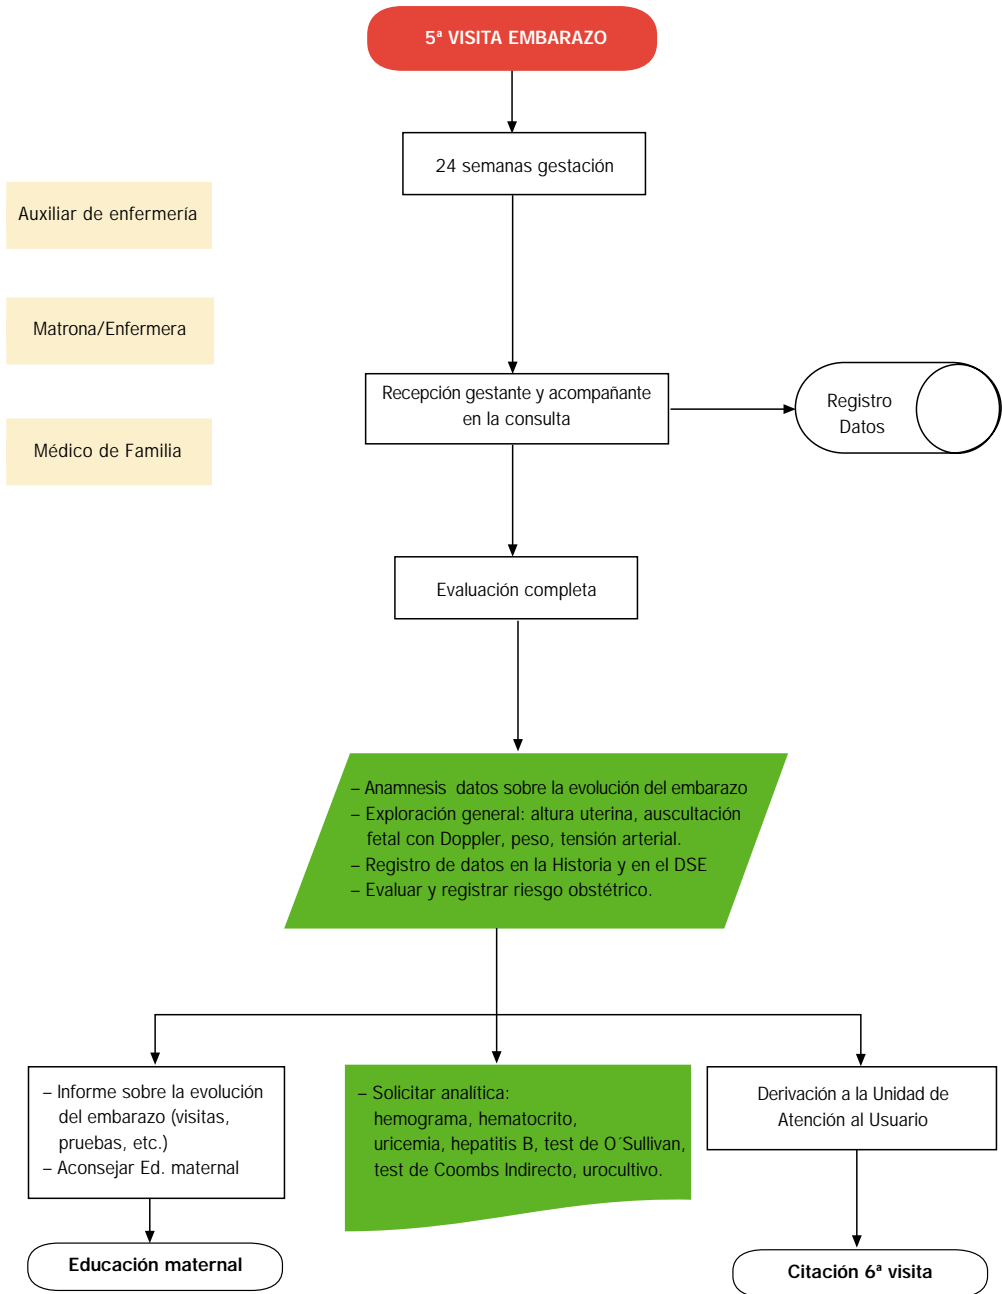 5ª VISITA EMBARAZO
24 semanas gestación
Auxiliar de enfermería
Matrona/Enfermera
Médico de Familia
Recepción gestante y acompañante
en la consulta
Registro
Datos
Evaluación completa
– Anamnesis datos sobre la evolución del embarazo
– Exploración general: altura uterina, auscultación
fetal con Doppler, peso, tensión arterial.
– Registro de datos en la Historia y en el DSE
– Evaluar y registrar riesgo obstétrico.
– Informe sobre la evolución
del embarazo (visitas,
pruebas, etc.)
– Aconsejar Ed. maternal
– Solicitar analítica:
hemograma, hematocrito,
uricemia, hepatitis B, test de O´Sullivan,
test de Coombs Indirecto, urocultivo.
Derivación a la Unidad de
Atención al Usuario
Educación maternal
Citación 6ª visita